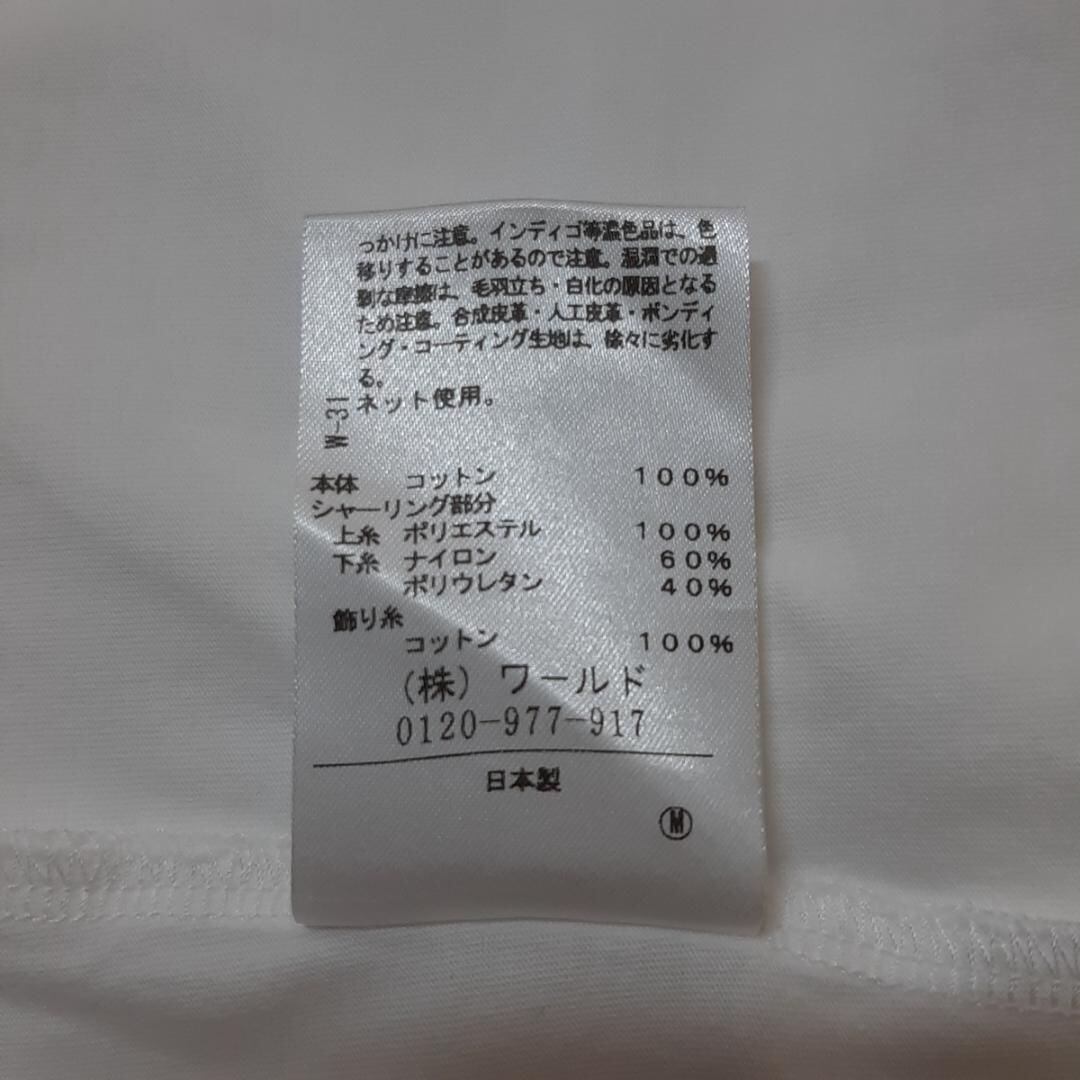 っかけに注意。インディゴ等濃色品は、色
移りすることがあるので注意。湿潤での過
剰な摩擦は、毛羽立ち・白化の原因となる
ため注意。合成皮革・人工皮革・ボンディ
ング・コーティング生地は、徐々に劣化す
る。
ネット使用。
W-31
本体 コットン 100%
シャーリング部分
上糸 ポリエステル 100%
下糸 ナイロン 60%
ポリウレタン 40%
飾り糸
コットン 100%
(株)ワールド
0120-977-917
日本製
Ⓜ